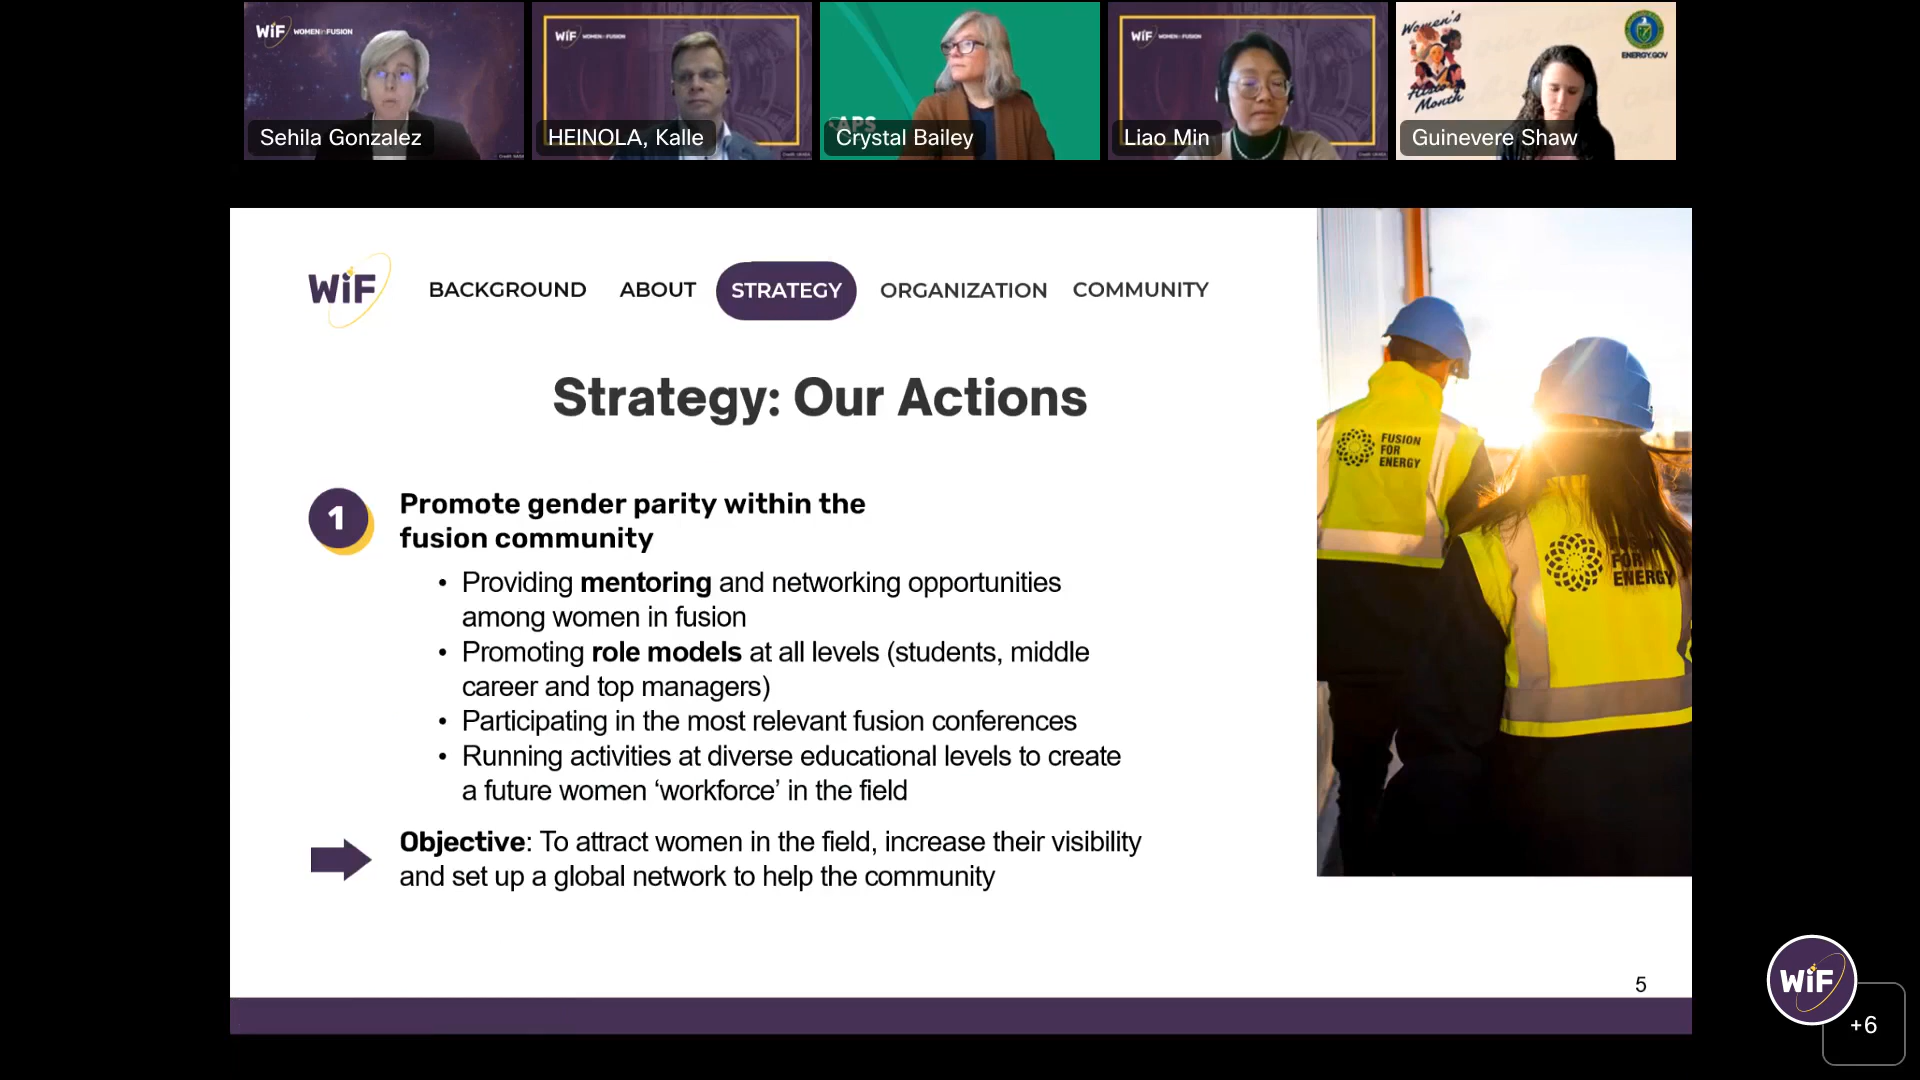 WiF WOMEN IN FUSION
Sehila Gonzalez
WiF WOMEN IN FUSION
HEINOLA, Kalle
APS
Crystal Bailey
WiF WOMEN IN FUSION
Liao Min
Women's
History
Month
ENERGY.GOV
Guinevere Shaw
WiF
BACKGROUND
ABOUT
STRATEGY
ORGANIZATION
COMMUNITY
Strategy: Our Actions
1
Promote gender parity within the
fusion community
• Providing mentoring and networking opportunities
among women in fusion
• Promoting role models at all levels (students, middle
career and top managers)
• Participating in the most relevant fusion conferences
• Running activities at diverse educational levels to create
a future women ‘workforce’ in the field
Objective: To attract women in the field, increase their visibility
and set up a global network to help the community
FUSION
FOR
ENERGY
FUSION
FOR
ENERGY
5
WiF
+6